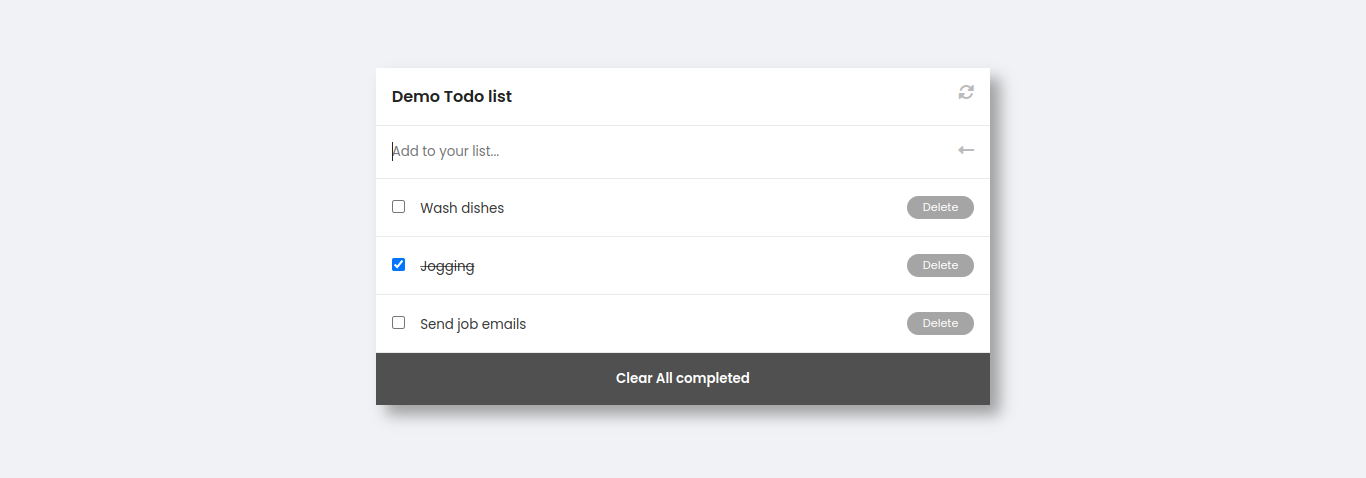 Demo Todo list
Add to your list...
Wash dishes Delete
Jogging Delete
Send job emails Delete
Clear All completed